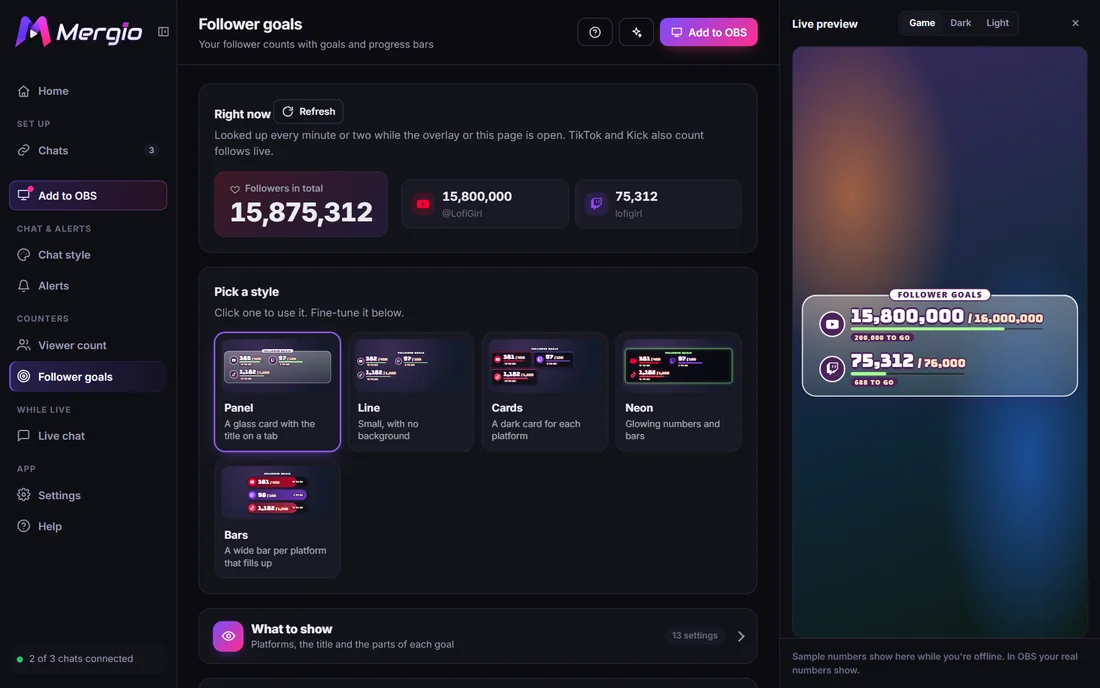 Mergio
Home
SET UP
Chats
3
Add to OBS
CHAT & ALERTS
Chat style
Alerts
COUNTERS
Viewer count
Follower goals
WHILE LIVE
Live chat
APP
Settings
Help
2 of 3 chats connected
Follower goals
Your follower counts with goals and progress bars
Add to OBS
Right now
Refresh
Looked up every minute or two while the overlay or this page is open. TikTok and Kick also count
follows live.
Followers in total
15,875,312
15,800,000
@LofiGirl
75,312
lofigirl
Pick a style
Click one to use it. Fine-tune it below.
Panel
A glass card with the
title on a tab
Line
Small, with no
background
Cards
A dark card for each
platform
Neon
Glowing numbers and
bars
Bars
A wide bar per platform
that fills up
What to show
Platforms, the title and the parts of each goal
13 settings
Live preview
Game
Dark
Light
FOLLOWER GOALS
15,800,000 / 16,000,000
200,000 TO GO
75,312 / 76,000
688 TO GO
Sample numbers show here while you're offline. In OBS your real
numbers show.